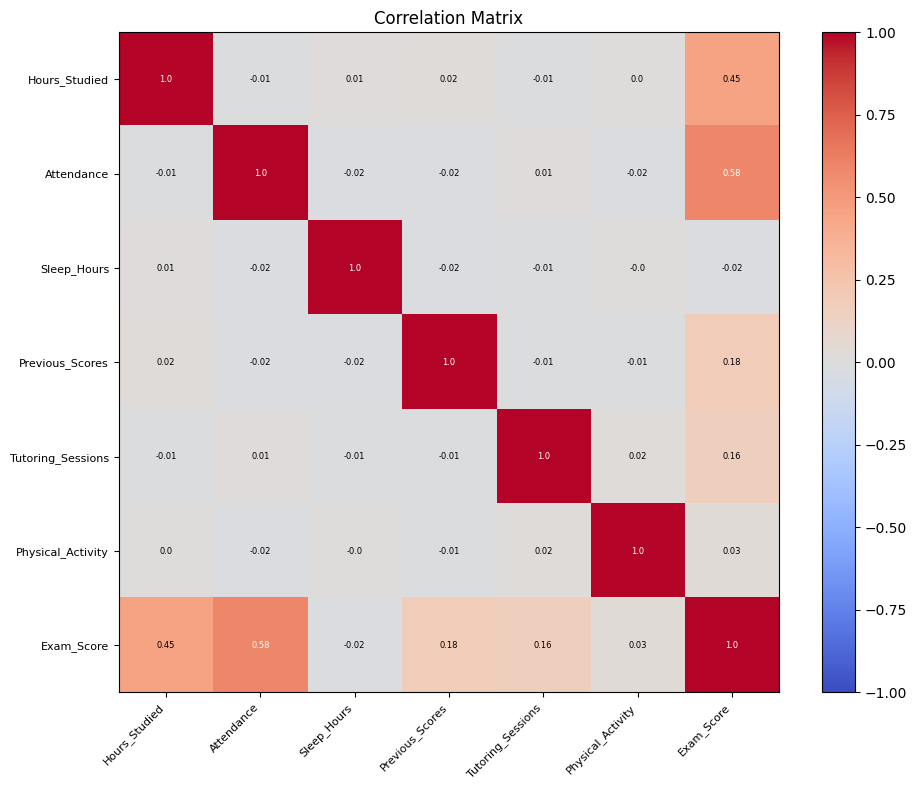 Correlation Matrix
Hours_Studied 1.0 -0.01 0.01 0.02 -0.01 0.0 0.45
Attendance -0.01 1.0 -0.02 -0.02 0.01 -0.02 0.58
Sleep_Hours 0.01 -0.02 1.0 -0.02 -0.01 -0.0 -0.02
Previous_Scores 0.02 -0.02 -0.02 1.0 -0.01 -0.01 0.18
Tutoring_Sessions -0.01 0.01 -0.01 -0.01 1.0 0.02 0.16
Physical_Activity 0.0 -0.02 -0.0 -0.01 0.02 1.0 0.03
Exam_Score 0.45 0.58 -0.02 0.18 0.16 0.03 1.0
Hours_Studied Attendance Sleep_Hours Previous_Scores Tutoring_Sessions Physical_Activity Exam_Score
1.00
0.75
0.50
0.25
0.00
−0.25
−0.50
−0.75
−1.00